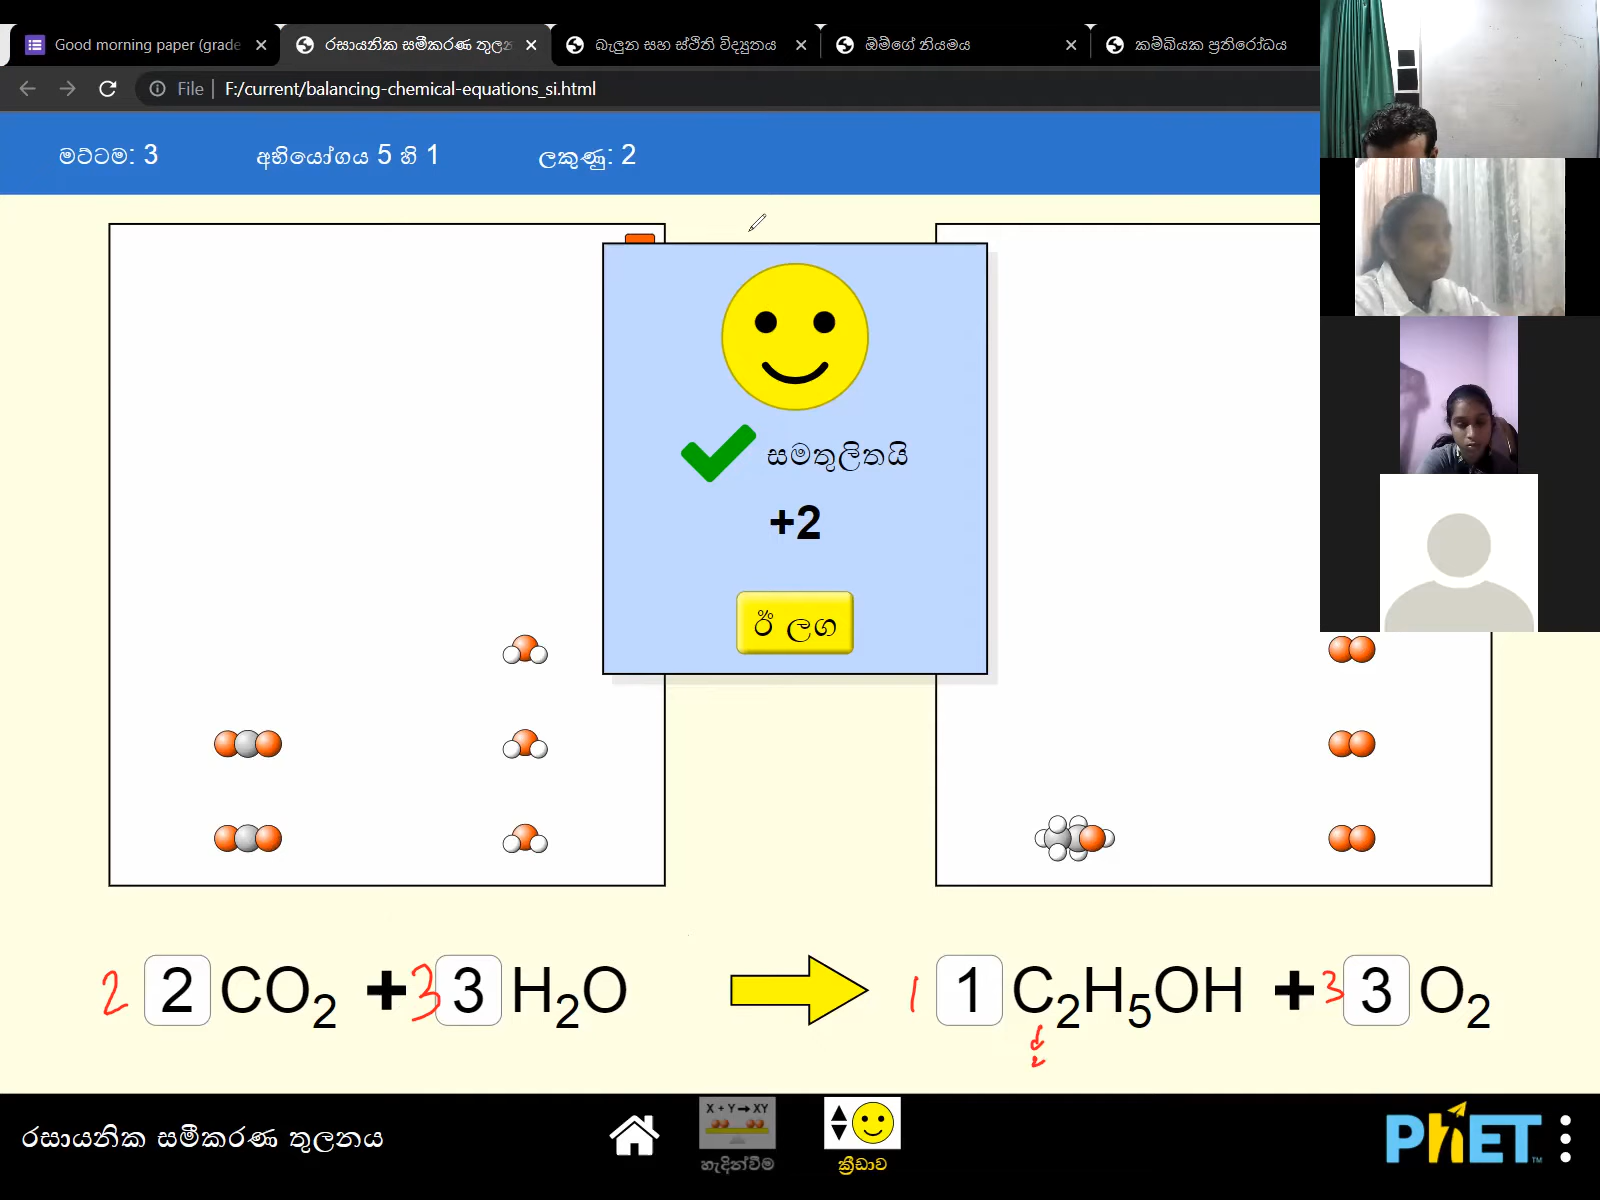 Good morning paper (grade
රසායනික සමීකරණ තුලන
බැලුන සහ ස්ථිති විද්‍යුතය
ඕම්ගේ නියමය
කම්බියක ප්‍රතිරෝධය
File F:/current/balancing-chemical-equations_si.html
මට්ටම: 3 අභියෝගය 5 හි 1 ලකුණු: 2
සමතුලිතයි
+2
ඊ ලඟ
2 2 CO2 + 3 3 H2O 1 1 C2H5OH + 3 3 O2
2
රසායනික සමීකරණ තුලනය
X + Y → XY
හැදින්වීම
ක්‍රීඩාව
PhET™